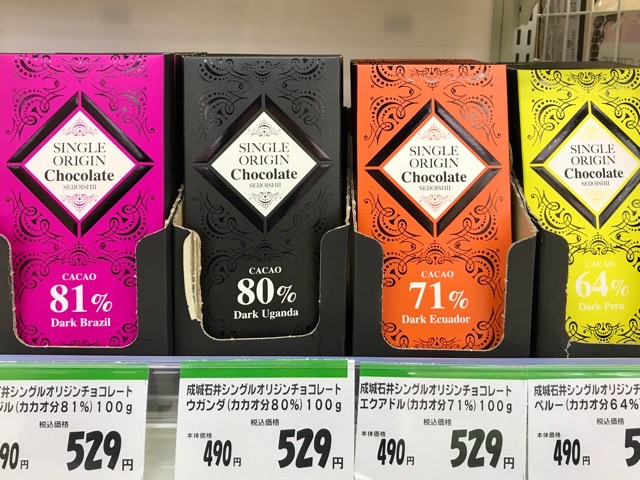 SINGLE
ORIGIN
Chocolate
SEIJOISHII
CACAO
81%
Dark Brazil
SINGLE
ORIGIN
Chocolate
SEIJOISHII
CACAO
80%
Dark Uganda
SINGLE
ORIGIN
Chocolate
SEIJOISHII
CACAO
71%
Dark Ecuador
SINGLE
ORIGIN
Chocolate
SEIJOISHII
CACAO
64%
Dark Peru
井シングルオリジンチョコレート
ジル(カカオ分81%)100g
税込価格
90円
529円
成城石井シングルオリジンチョコレート
ウガンダ(カカオ分80%)100g
税込価格
本体価格
490円
529円
成城石井シングルオリジンチョコレート
エクアドル(カカオ分71%)100g
税込価格
本体価格
490円
529円
成城石井シングルオリジンチ
ペルー(カカオ分64%
税込価格
本体価格
490円
52